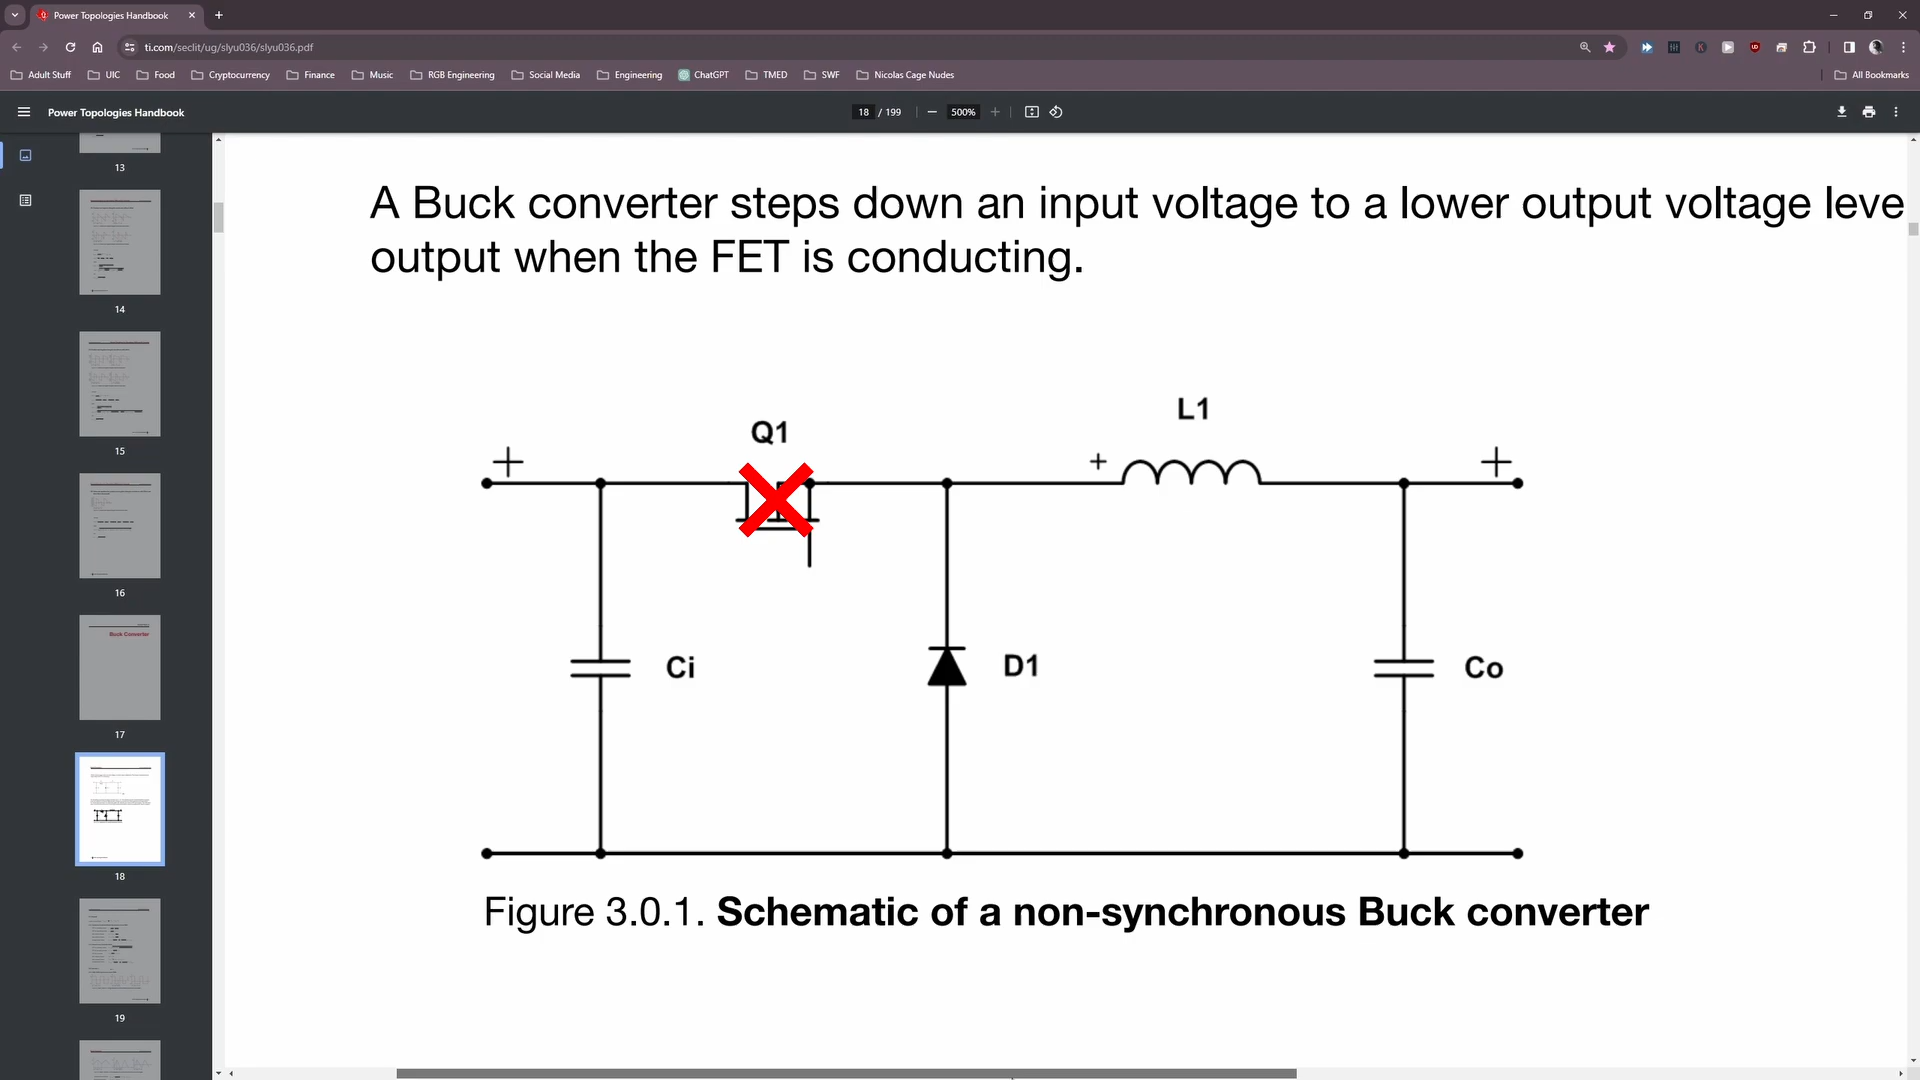 Power Topologies Handbook
ti.com/seclit/ug/slyu036/slyu036.pdf
Adult Stuff
UIC
Food
Cryptocurrency
Finance
Music
RGB Engineering
Social Media
Engineering
ChatGPT
TMED
SWF
Nicolas Cage Nudes
All Bookmarks
Power Topologies Handbook
18 / 199
500%
13
14
15
16
Buck Converter
17
18
19
A Buck converter steps down an input voltage to a lower output voltage leve
output when the FET is conducting.
L1
Q1
+ + +
Ci
D1
Co
Figure 3.0.1. Schematic of a non-synchronous Buck converter